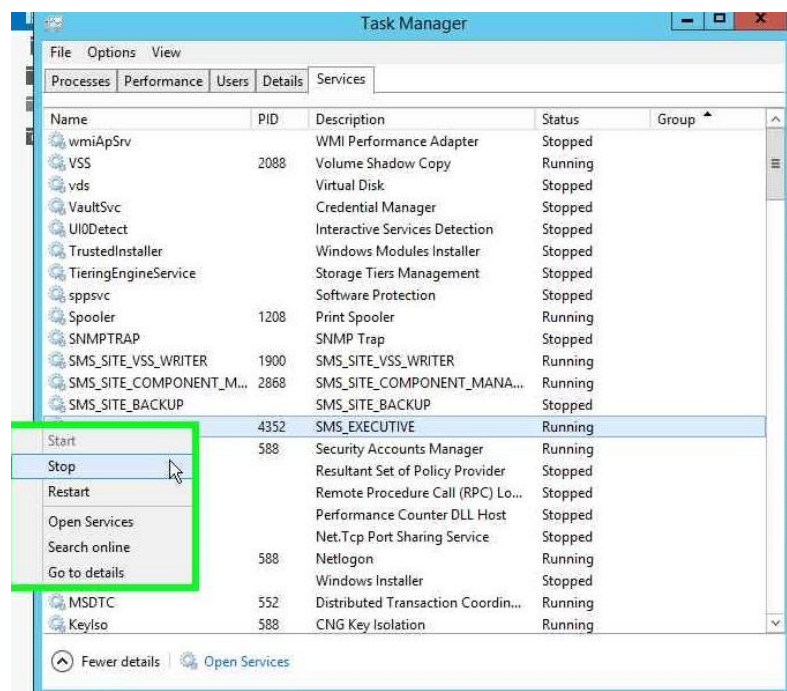 Task Manager
File Options View
Processes Performance Users Details Services
Name PID Description Status Group
wmiApSrv WMI Performance Adapter Stopped
VSS 2088 Volume Shadow Copy Running
vds Virtual Disk Stopped
VaultSvc Credential Manager Stopped
UI0Detect Interactive Services Detection Stopped
TrustedInstaller Windows Modules Installer Stopped
TieringEngineService Storage Tiers Management Stopped
sppsvc Software Protection Stopped
Spooler 1208 Print Spooler Running
SNMPTRAP SNMP Trap Stopped
SMS_SITE_VSS_WRITER 1900 SMS_SITE_VSS_WRITER Running
SMS_SITE_COMPONENT_M... 2868 SMS_SITE_COMPONENT_MANA... Running
SMS_SITE_BACKUP SMS_SITE_BACKUP Stopped
4352 SMS_EXECUTIVE Running
Start
588 Security Accounts Manager Running
Stop
Resultant Set of Policy Provider Stopped
Restart
Remote Procedure Call (RPC) Lo... Stopped
Performance Counter DLL Host Stopped
Open Services
Net.Tcp Port Sharing Service Stopped
Search online
588 Netlogon Running
Go to details
Windows Installer Stopped
MSDTC 552 Distributed Transaction Coordin... Running
KeyIso 588 CNG Key Isolation Running
Fewer details Open Services